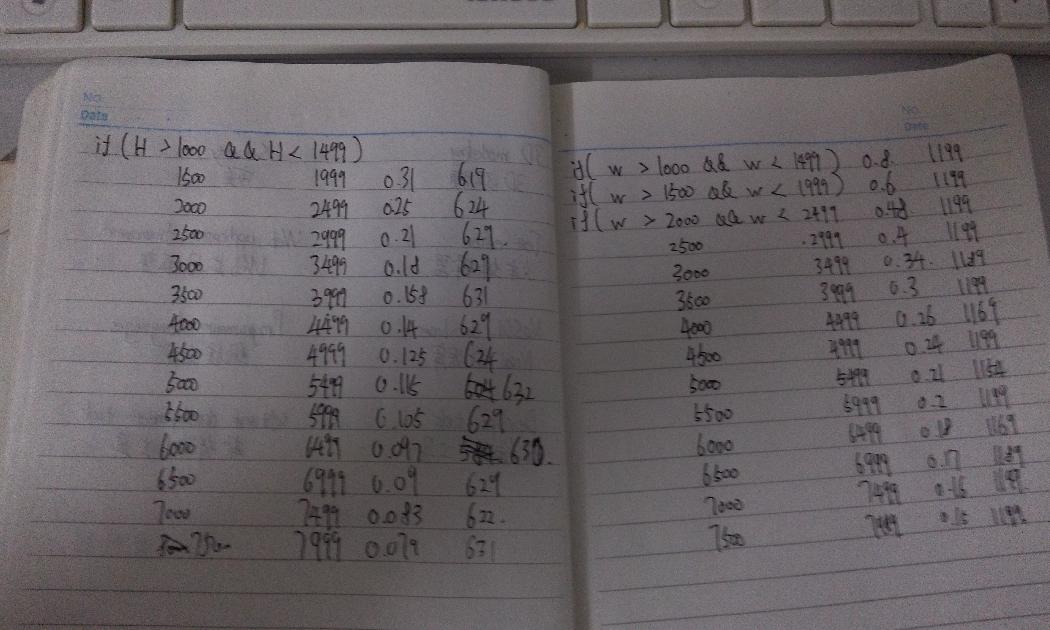 No.
Date
if (H > 1000 && H < 1499)
1500 1999 0.31 619
2000 2499 0.25 624
2500 2999 0.21 629.
3000 3499 0.18 629
3500 3999 0.158 631
4000 4499 0.14 629
4500 4999 0.125 624
5000 5499 0.115 632
5500 5999 0.105 629
6000 6499 0.097 630.
6500 6999 0.09 629
7000 7499 0.083 622.
7500 7999 0.079 631
No.
Date
if( w > 1000 && w < 1499) 0.8 1199
if( w > 1500 && w < 1999) 0.6 1199
if( w > 2000 && w < 2499 0.48 1199
2500 2999 0.4 1199
3000 3499 0.34. 1189
3500 3999 0.3 1199
4000 4499 0.26 1169
4500 4999 0.24 1199
5000 5499 0.21 1154
5500 5999 0.2 1199
6000 6499 0.18 1169
6500 6999 0.17 1189
7000 7499 0.16
7500 7999 0.15 1199